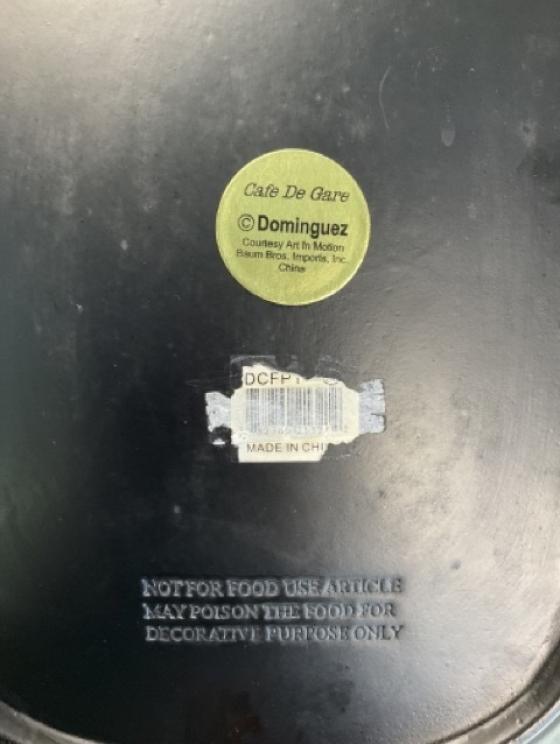 Cafe De Gare
© Dominguez
Courtesy Art In Motion
Baum Bros. Imports, Inc.
China
MADE IN CHI
NOT FOR FOOD USE ARTICLE
MAY POISON THE FOOD FOR
DECORATIVE PURPOSE ONLY